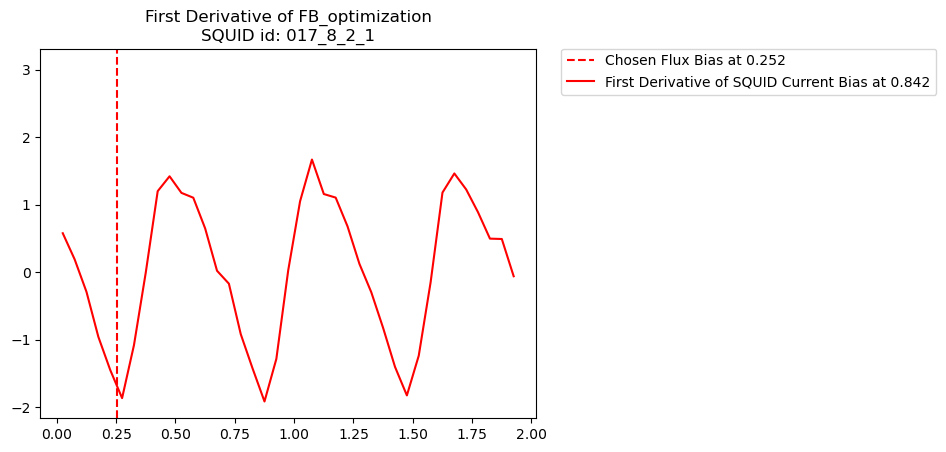 First Derivative of FB_optimization
SQUID id: 017_8_2_1
Chosen Flux Bias at 0.252
First Derivative of SQUID Current Bias at 0.842
3
2
1
0
−1
−2
0.00 0.25 0.50 0.75 1.00 1.25 1.50 1.75 2.00